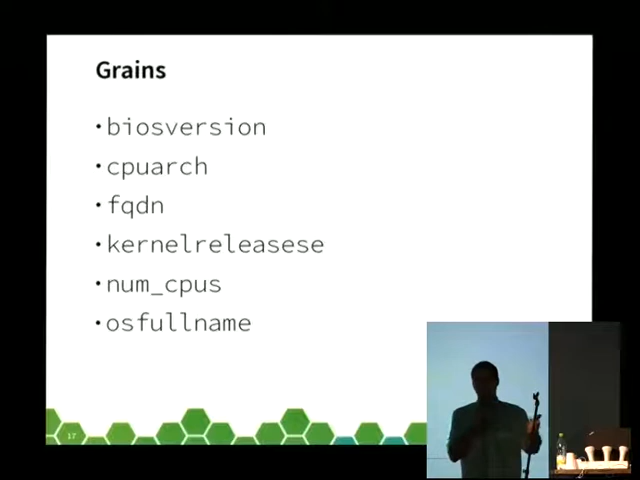 Grains
•biosversion
•cpuarch
•fqdn
•kernelreleasese
•num_cpus
•osfullname
17